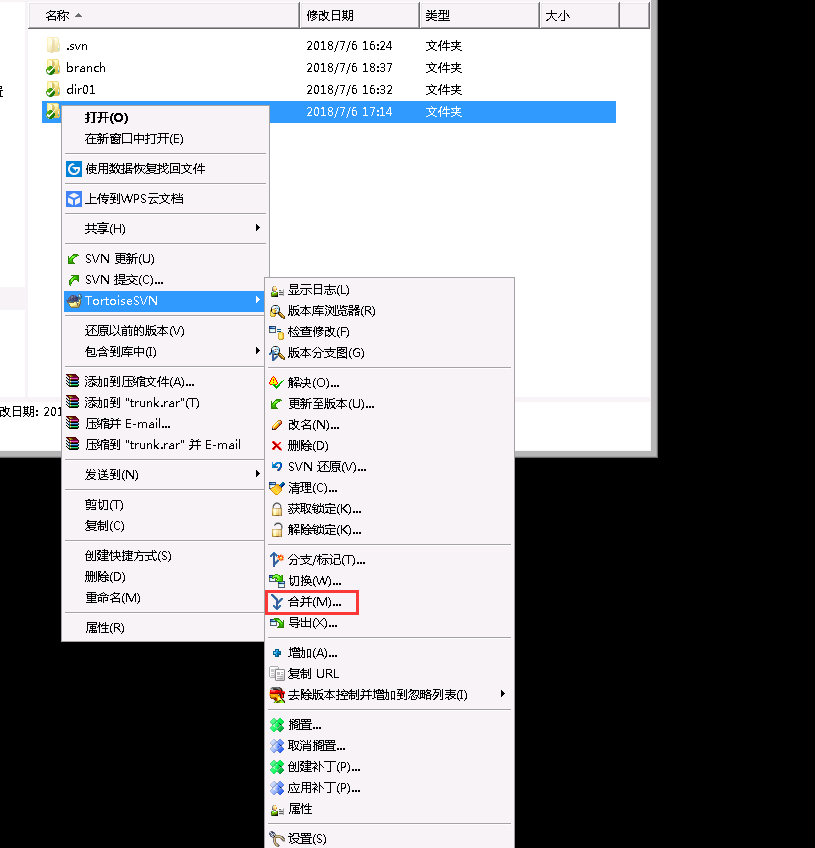 名称 修改日期 类型 大小
.svn 2018/7/6 16:24 文件夹
branch 2018/7/6 18:37 文件夹
dir01 2018/7/6 16:32 文件夹
2018/7/6 17:14 文件夹
打开(O)
在新窗口中打开(E)
使用数据恢复找回文件
上传到WPS云文档
共享(H)
SVN 更新(U)
SVN 提交(C)...
TortoiseSVN
还原以前的版本(V)
包含到库中(I)
添加到压缩文件(A)...
添加到 "trunk.rar"(T)
压缩并 E-mail...
压缩到 "trunk.rar" 并 E-mail
发送到(N)
剪切(T)
复制(C)
创建快捷方式(S)
删除(D)
重命名(M)
属性(R)
改日期: 201
显示日志(L)
版本库浏览器(R)
检查修改(F)
版本分支图(G)
解决(O)...
更新至版本(U)...
改名(N)...
删除(D)
SVN 还原(V)...
清理(C)...
获取锁定(K)...
解除锁定(K)...
分支/标记(T)...
切换(W)...
合并(M)...
导出(X)...
增加(A)...
复制 URL
去除版本控制并增加到忽略列表(I)
搁置...
取消搁置...
创建补丁(P)...
应用补丁(P)...
属性
设置(S)